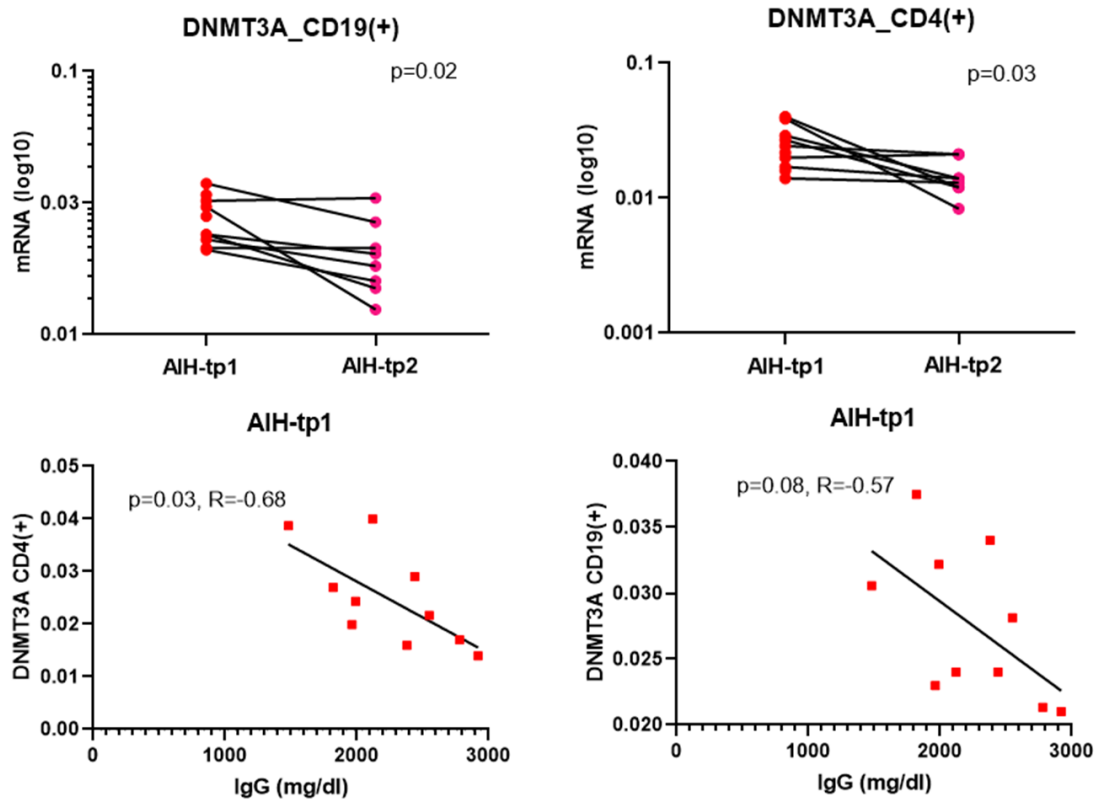 DNMT3A_CD19(+)
p=0.02
mRNA (log10)
0.1
0.03
0.01
AIH-tp1
AIH-tp2
DNMT3A_CD4(+)
p=0.03
mRNA (log10)
0.1
0.01
0.001
AIH-tp1
AIH-tp2
AIH-tp1
p=0.03, R=-0.68
DNMT3A CD4(+)
0.05
0.04
0.03
0.02
0.01
0.00
0
1000
2000
3000
IgG (mg/dl)
AIH-tp1
p=0.08, R=-0.57
DNMT3A CD19(+)
0.040
0.035
0.030
0.025
0.020
0
1000
2000
3000
IgG (mg/dl)